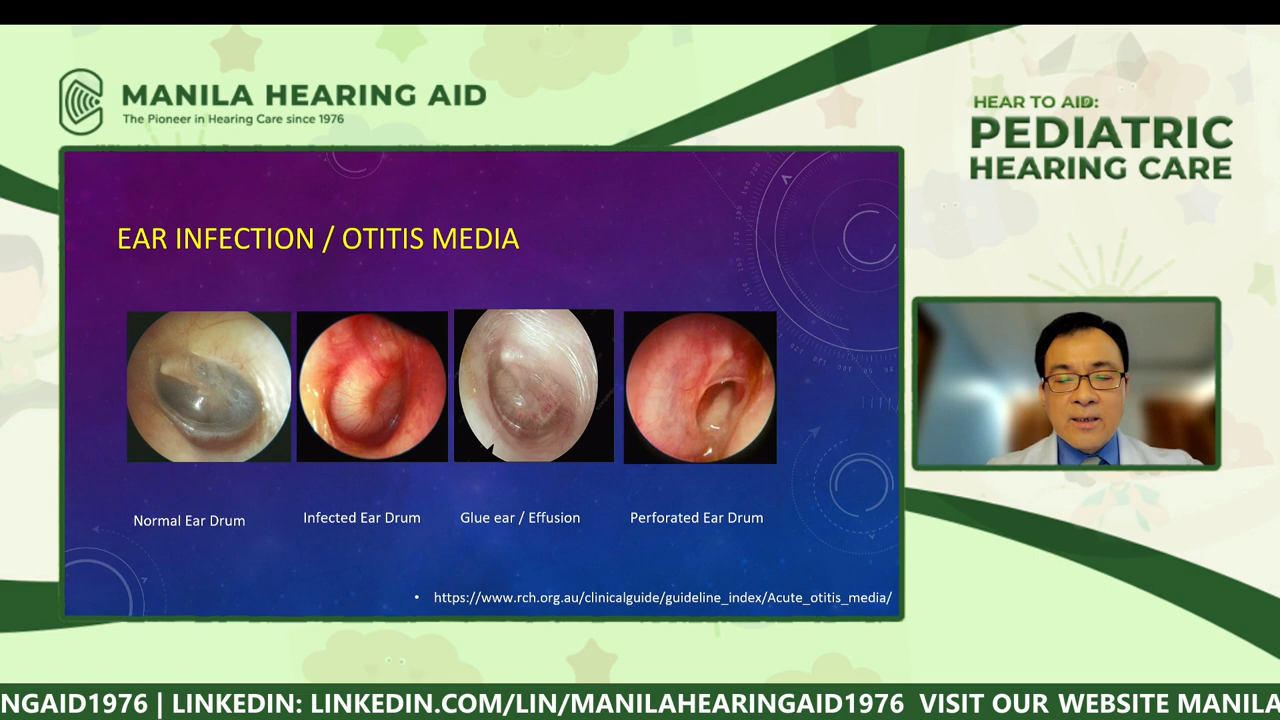 MANILA HEARING AID
The Pioneer in Hearing Care since 1976
HEAR TO AID:
PEDIATRIC
HEARING CARE
EAR INFECTION / OTITIS MEDIA
Normal Ear Drum
Infected Ear Drum
Glue ear / Effusion
Perforated Ear Drum
• https://www.rch.org.au/clinicalguide/guideline_index/Acute_otitis_media/
NGAID1976 | LINKEDIN: LINKEDIN.COM/LIN/MANILAHEARINGAID1976 VISIT OUR WEBSITE MANILA